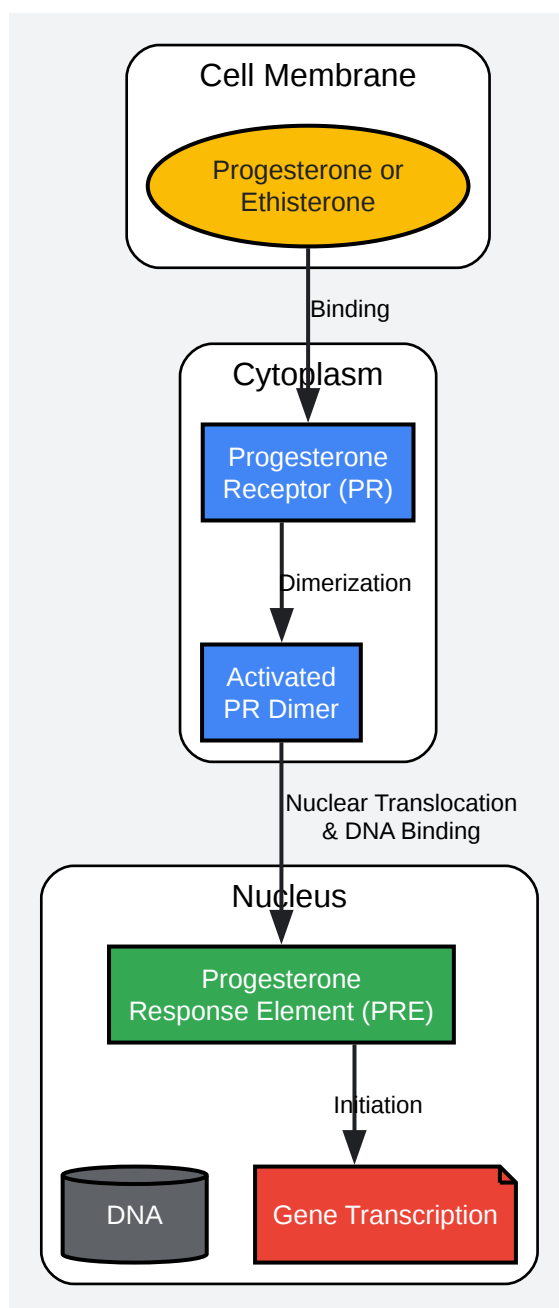 Cell Membrane
Progesterone or
Ethisterone
Binding
Cytoplasm
Progesterone
Receptor (PR)
Dimerization
Activated
PR Dimer
Nuclear Translocation
& DNA Binding
Nucleus
Progesterone
Response Element (PRE)
Initiation
DNA
Gene Transcription